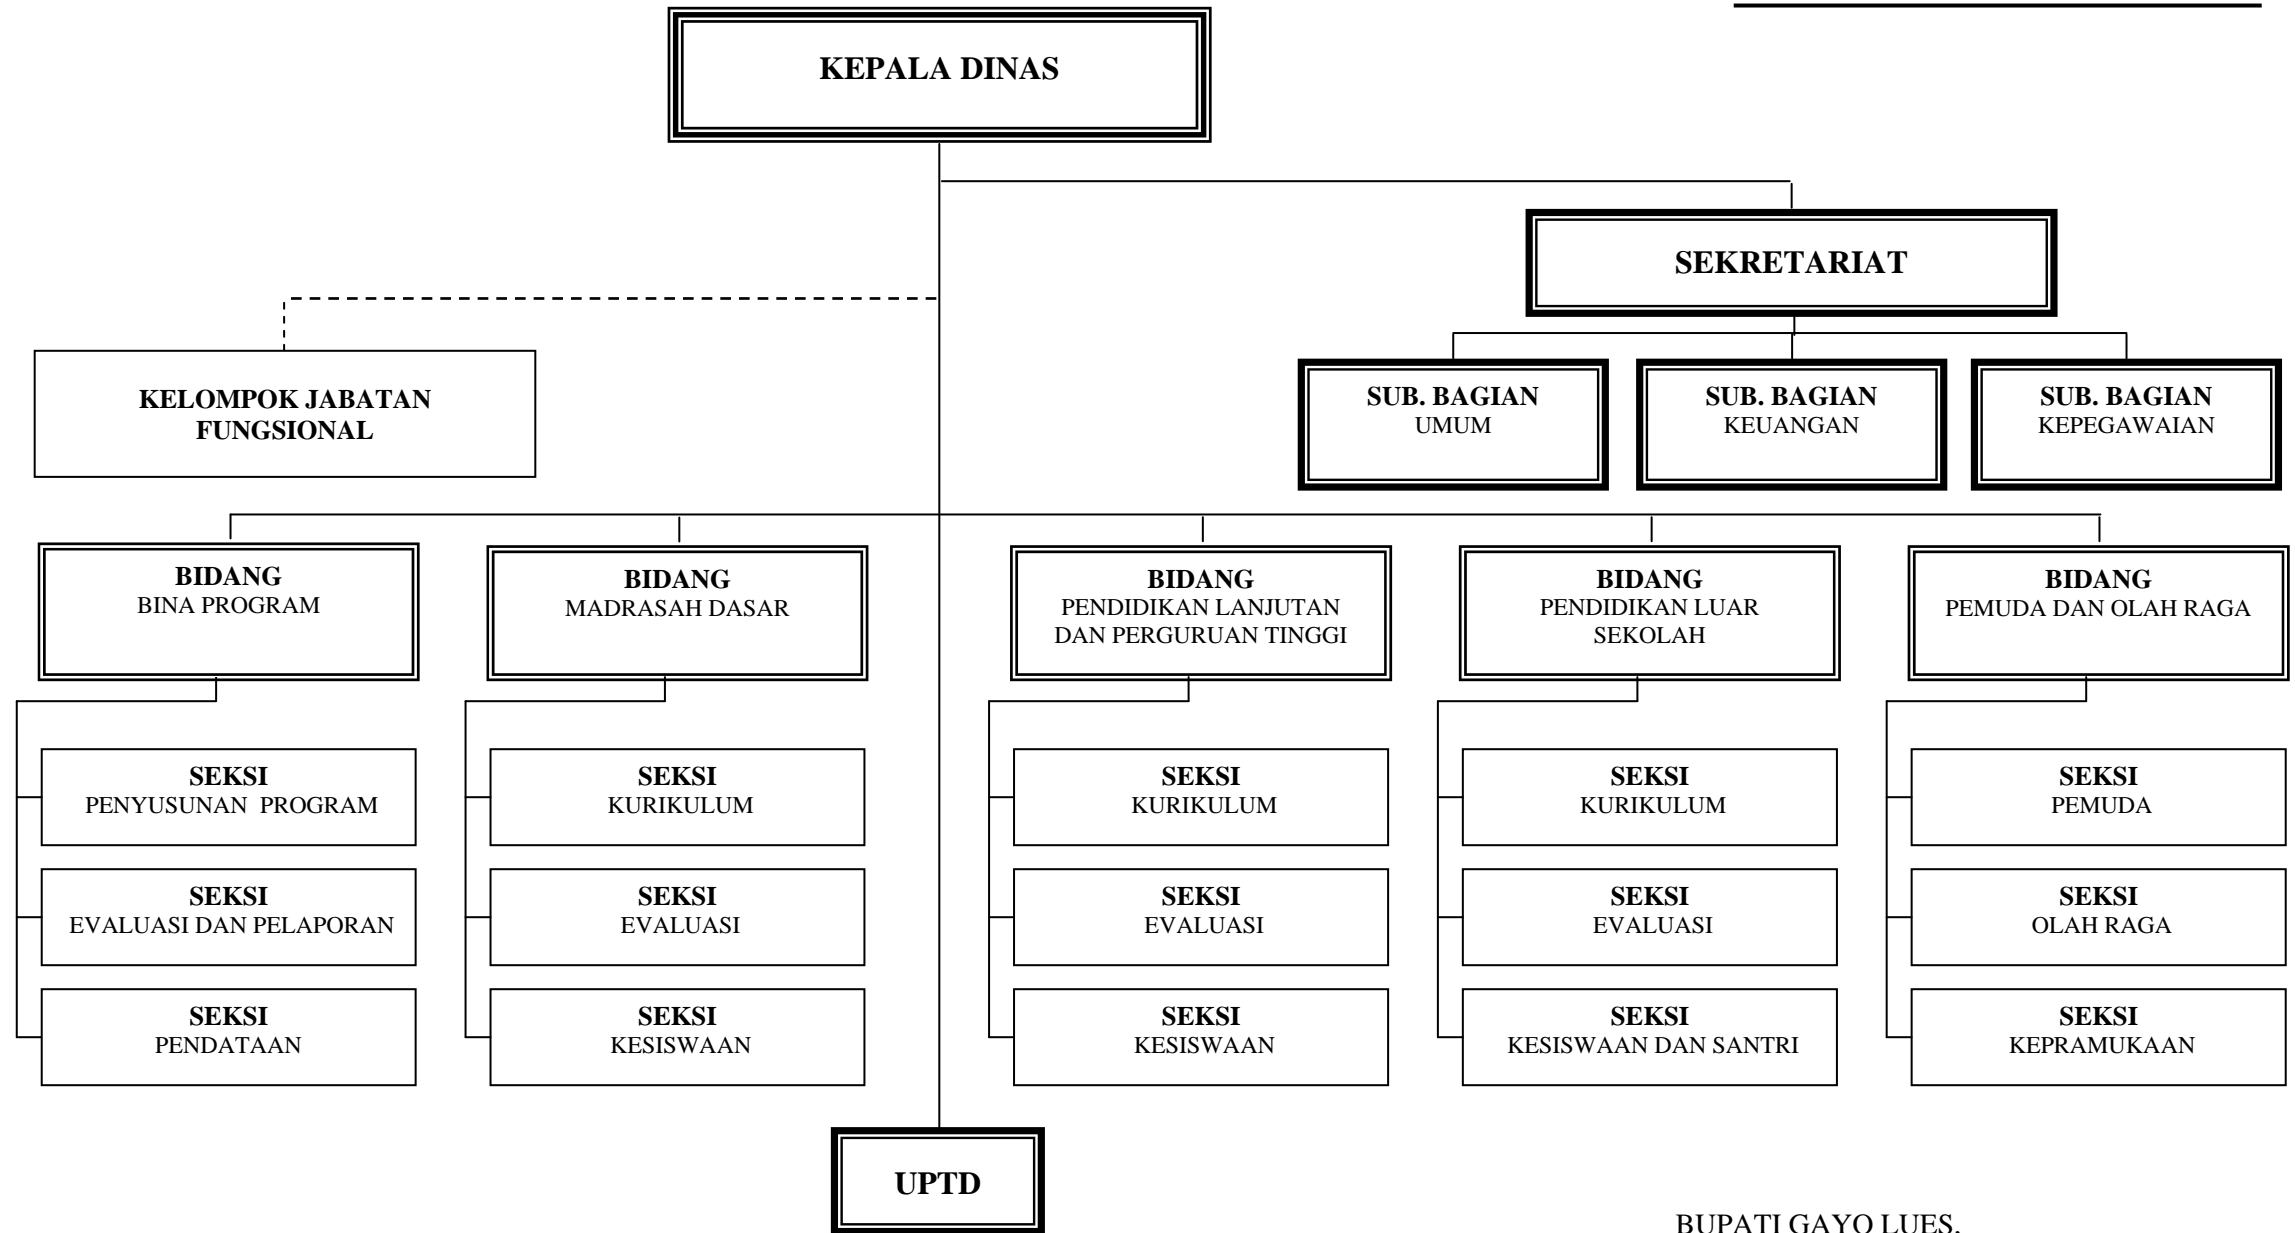 KEPALA DINAS
SEKRETARIAT
KELOMPOK JABATAN
FUNGSIONAL
SUB. BAGIAN
UMUM
SUB. BAGIAN
KEUANGAN
SUB. BAGIAN
KEPEGAWAIAN
BIDANG
BINA PROGRAM
BIDANG
MADRASAH DASAR
BIDANG
PENDIDIKAN LANJUTAN
DAN PERGURUAN TINGGI
BIDANG
PENDIDIKAN LUAR
SEKOLAH
BIDANG
PEMUDA DAN OLAH RAGA
SEKSI
PENYUSUNAN PROGRAM
SEKSI
KURIKULUM
SEKSI
KURIKULUM
SEKSI
KURIKULUM
SEKSI
PEMUDA
SEKSI
EVALUASI DAN PELAPORAN
SEKSI
EVALUASI
SEKSI
EVALUASI
SEKSI
EVALUASI
SEKSI
OLAH RAGA
SEKSI
PENDATAAN
SEKSI
KESISWAAN
SEKSI
KESISWAAN
SEKSI
KESISWAAN DAN SANTRI
SEKSI
KEPRAMUKAAN
UPTD
BUPATI GAYO LUES,